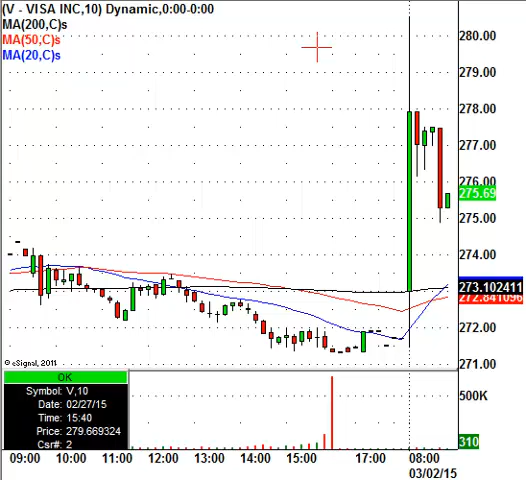 (V - VISA INC,10) Dynamic,0:00-0:00
MA(200,C)s
MA(50,C)s
MA(20,C)s
280.00
279.00
278.00
277.00
276.00
275.69
275.00
274.00
273.102411
272.841096
272.00
271.00
© eSignal, 2011
OK
Symbol: V,10
Date: 02/27/15
Time: 15:40
Price: 279.669324
Csr#: 2
500K
310
09:00 10:00 11:00 12:00 13:00 14:00 15:00 17:00 08:00
03/02/15